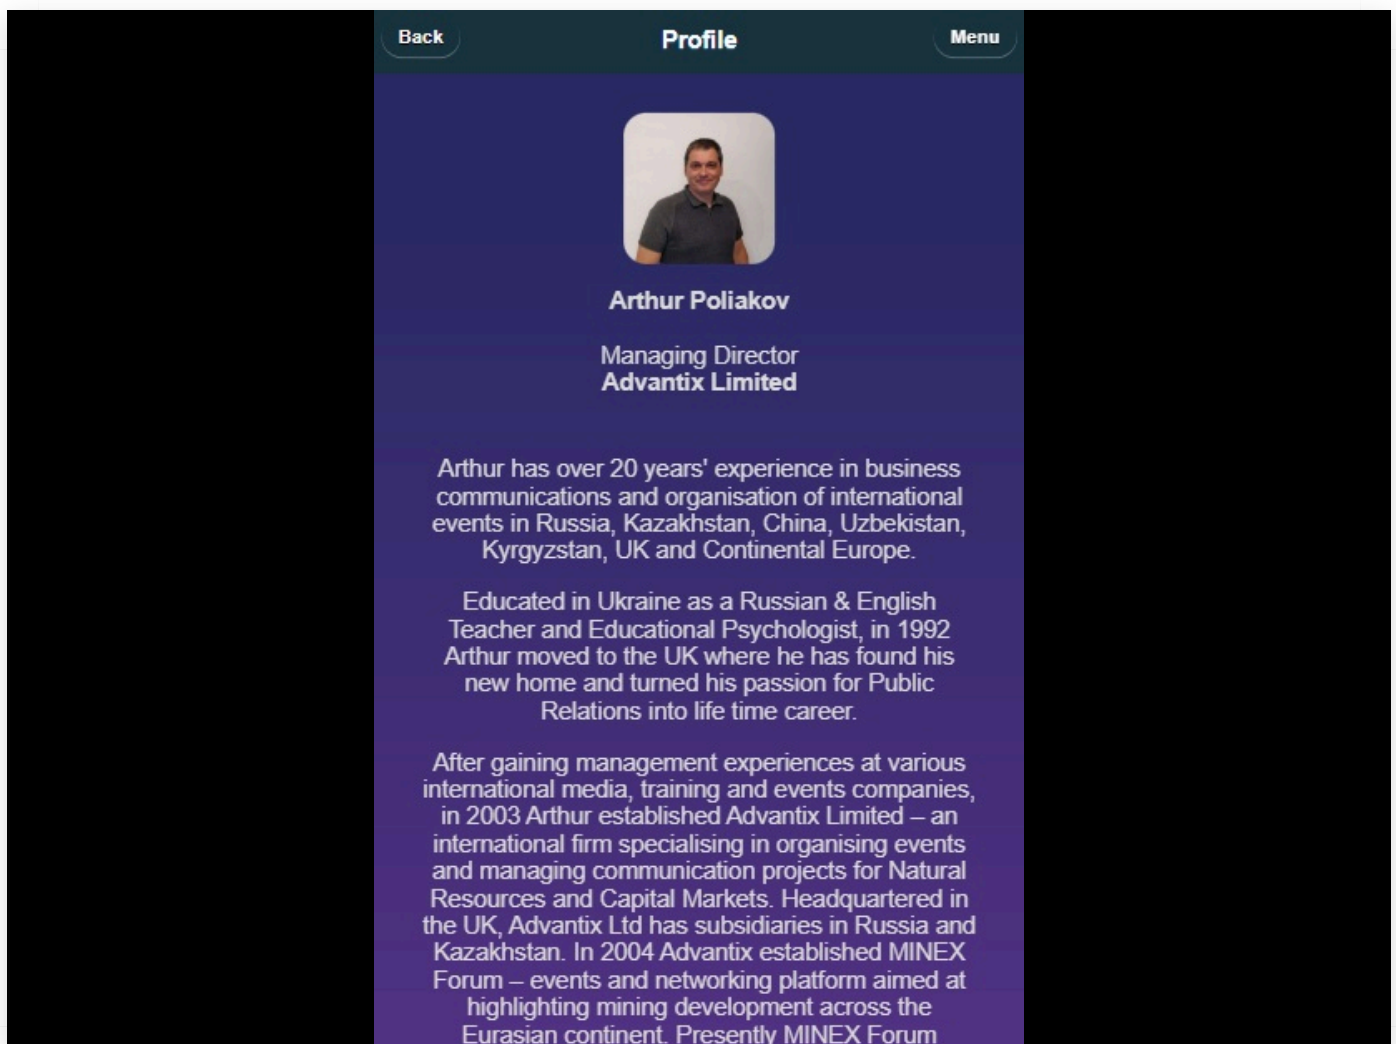 Back
Profile
Menu
Arthur Poliakov
Managing Director
Advantix Limited
Arthur has over 20 years' experience in business
communications and organisation of international
events in Russia, Kazakhstan, China, Uzbekistan,
Kyrgyzstan, UK and Continental Europe.
Educated in Ukraine as a Russian & English
Teacher and Educational Psychologist, in 1992
Arthur moved to the UK where he has found his
new home and turned his passion for Public
Relations into life time career.
After gaining management experiences at various
international media, training and events companies,
in 2003 Arthur established Advantix Limited – an
international firm specialising in organising events
and managing communication projects for Natural
Resources and Capital Markets. Headquartered in
the UK, Advantix Ltd has subsidiaries in Russia and
Kazakhstan. In 2004 Advantix established MINEX
Forum – events and networking platform aimed at
highlighting mining development across the
Eurasian continent. Presently MINEX Forum